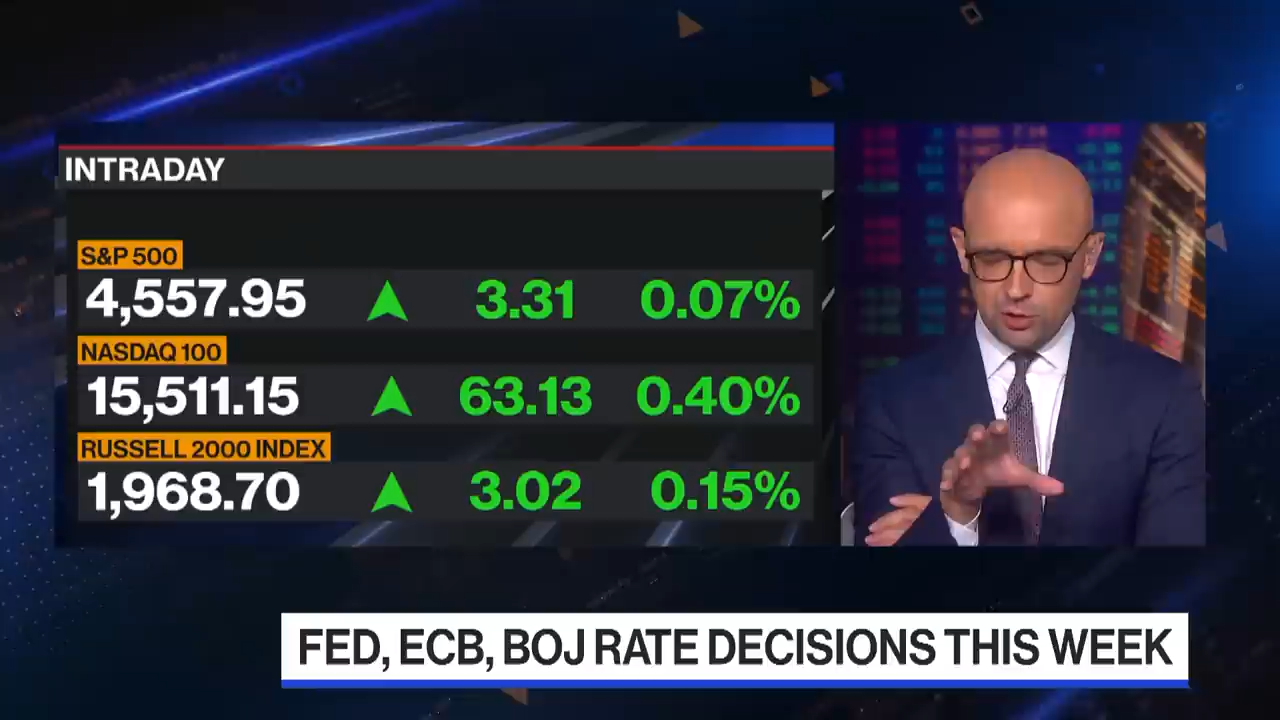 INTRADAY
S&P 500
4,557.95 ▲ 3.31 0.07%
NASDAQ 100
15,511.15 ▲ 63.13 0.40%
RUSSELL 2000 INDEX
1,968.70 ▲ 3.02 0.15%
FED, ECB, BOJ RATE DECISIONS THIS WEEK